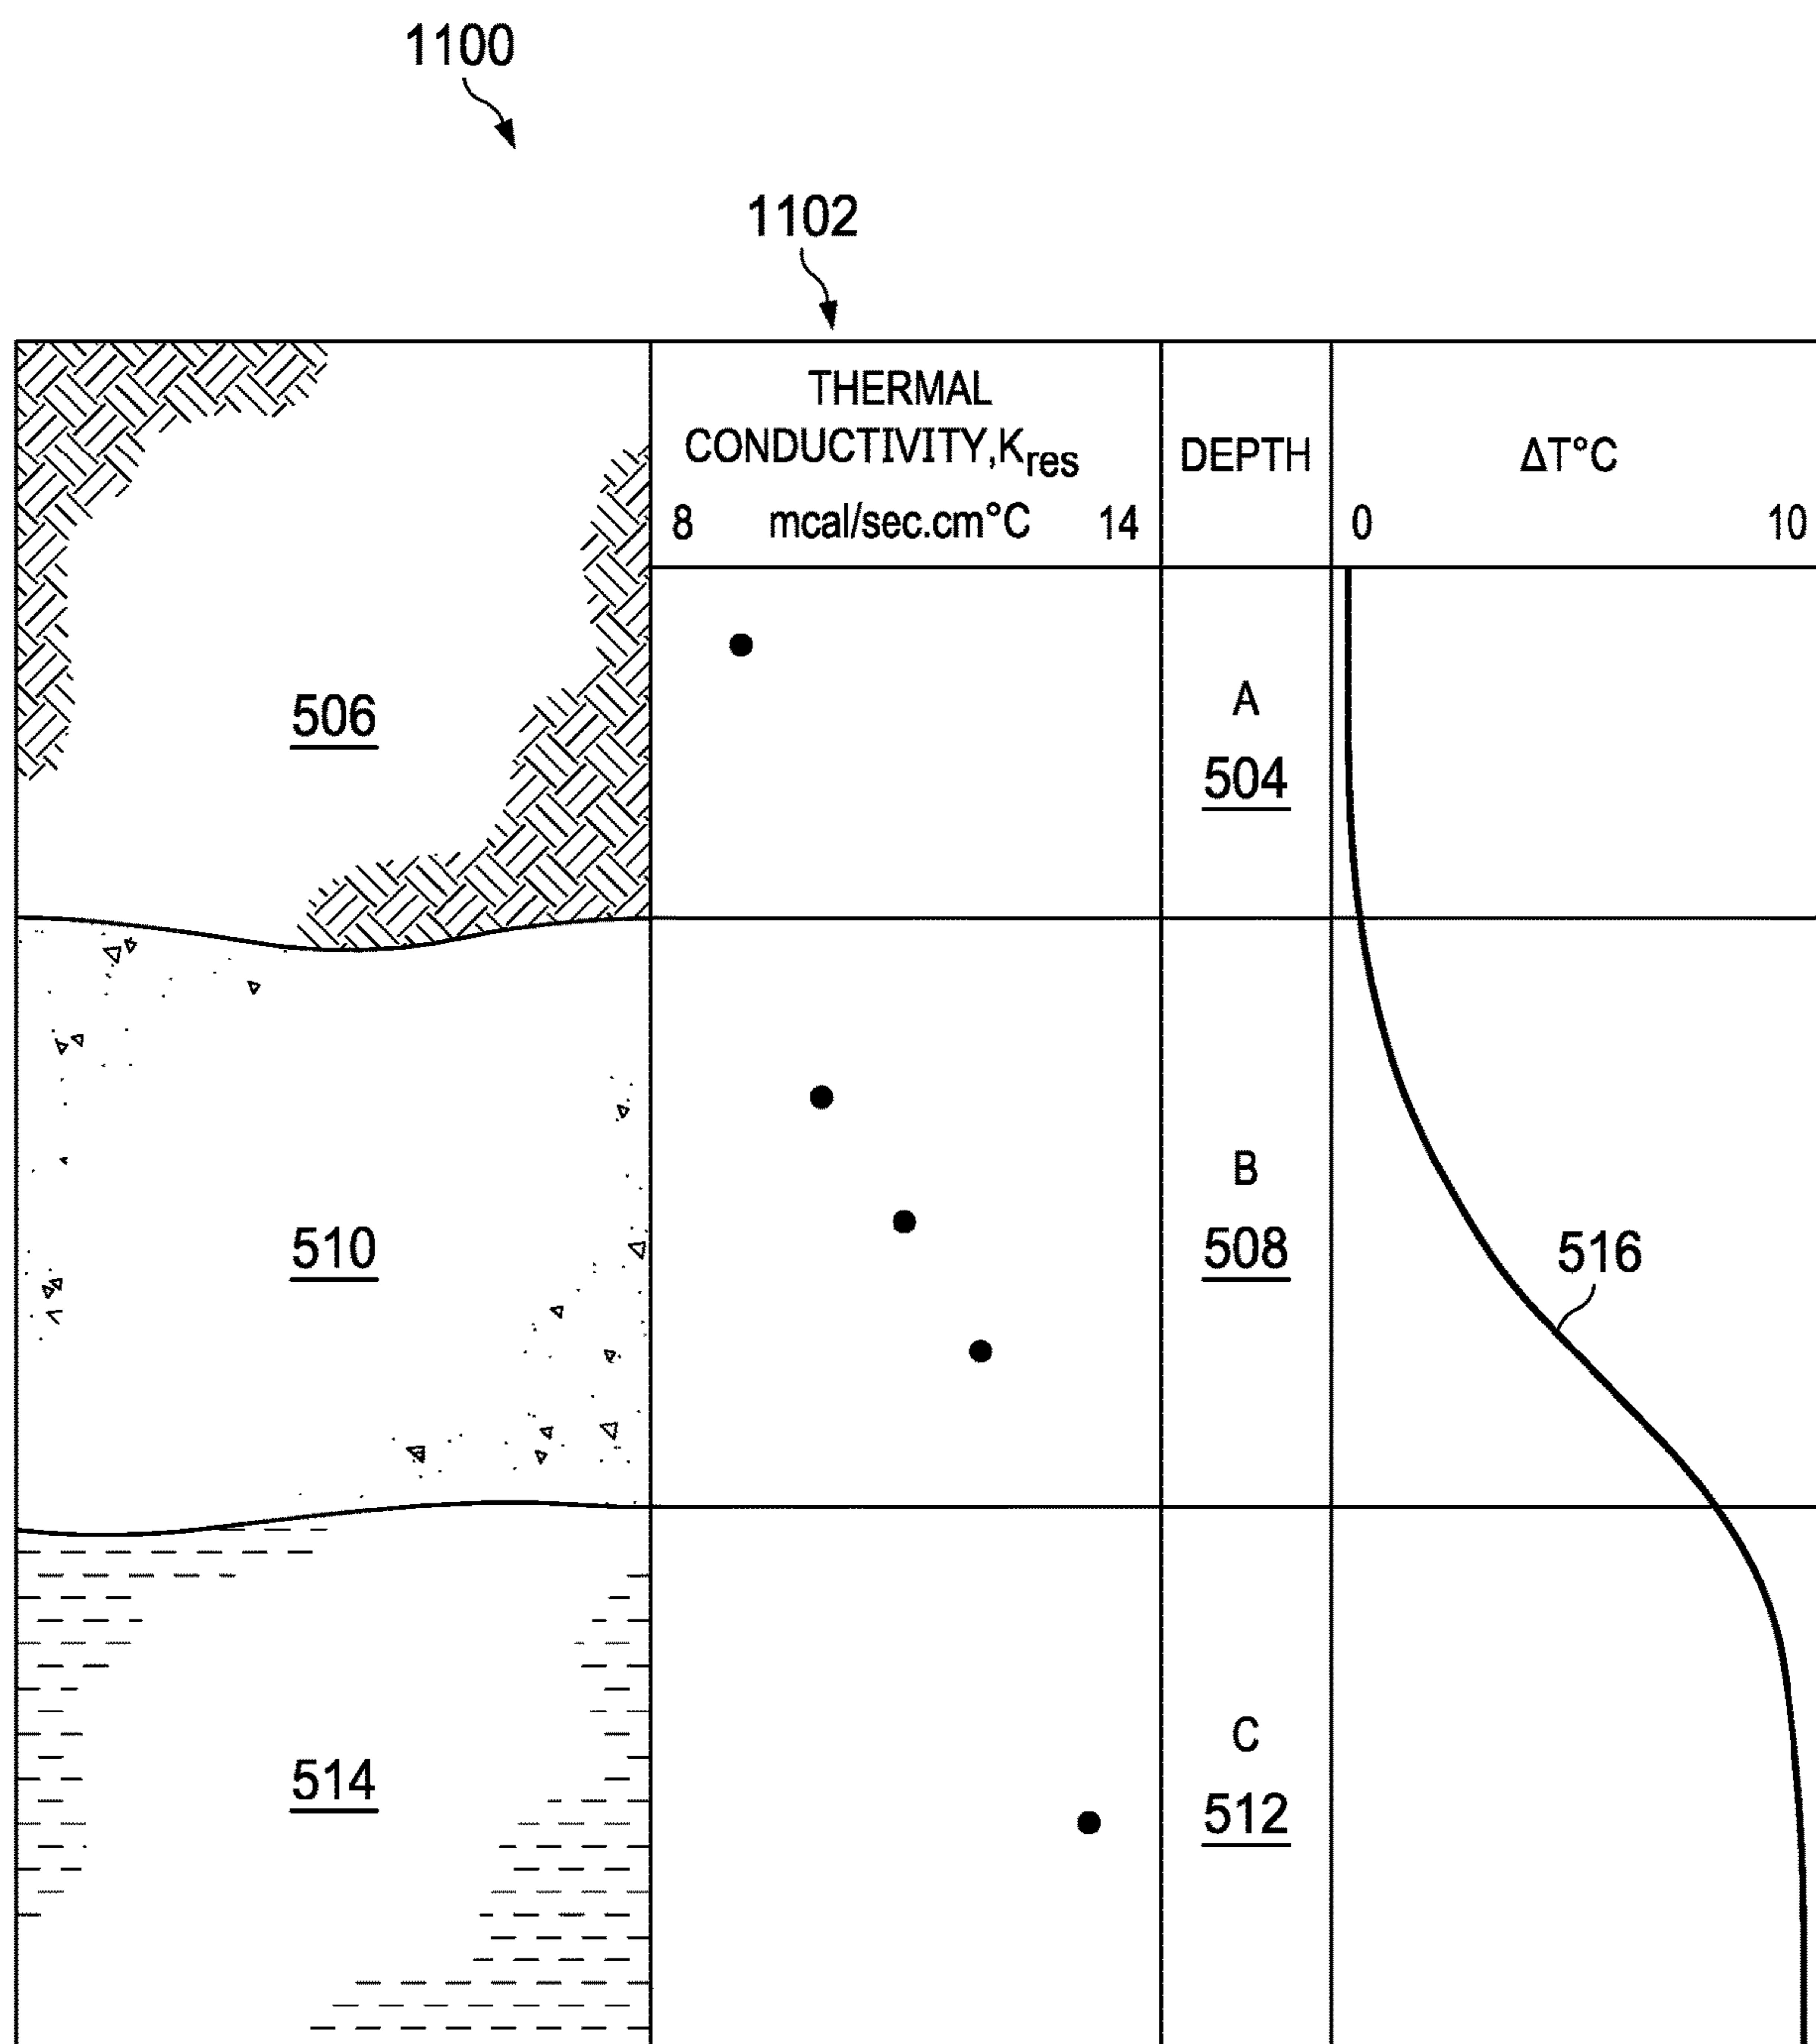 1100
1102
THERMAL
CONDUCTIVITY,Kres
8 mcal/sec.cm°C 14
DEPTH
ΔT°C
0 10
506
A
504
510
B
508
516
514
C
512